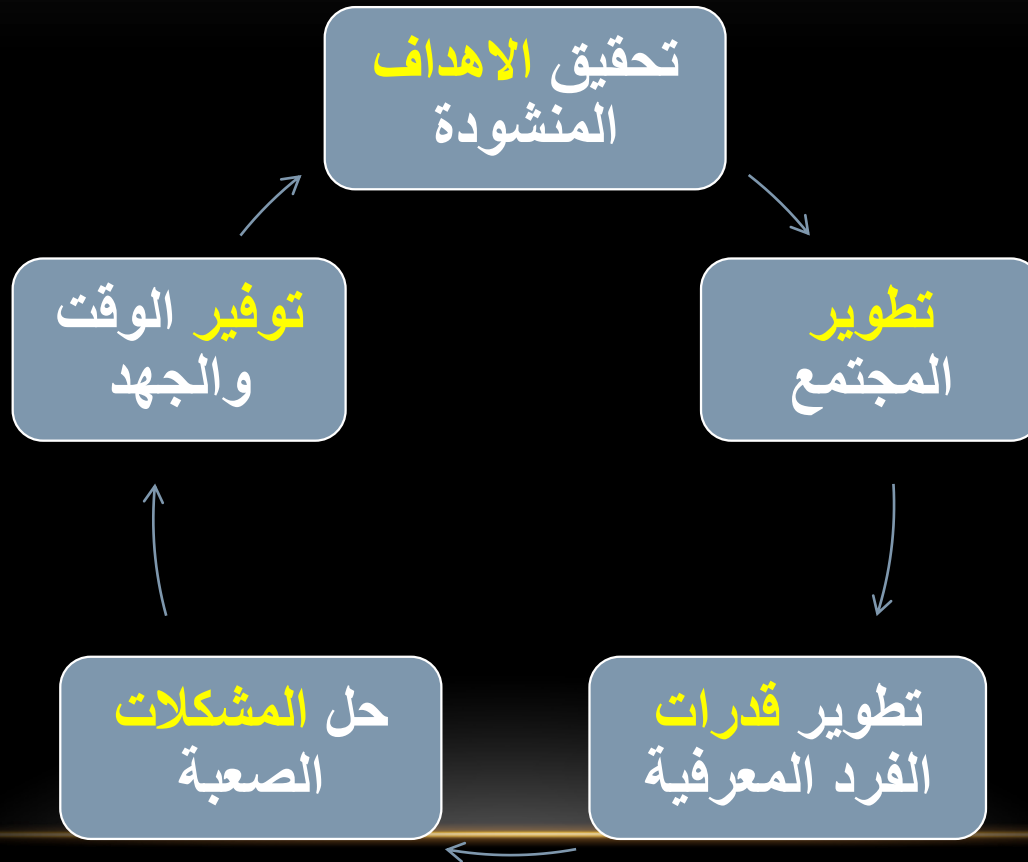 تحقيق الاهداف
المنشودة
تطوير
المجتمع
تطوير قدرات
الفرد المعرفية
حل المشكلات
الصعبة
توفير الوقت
والجهد